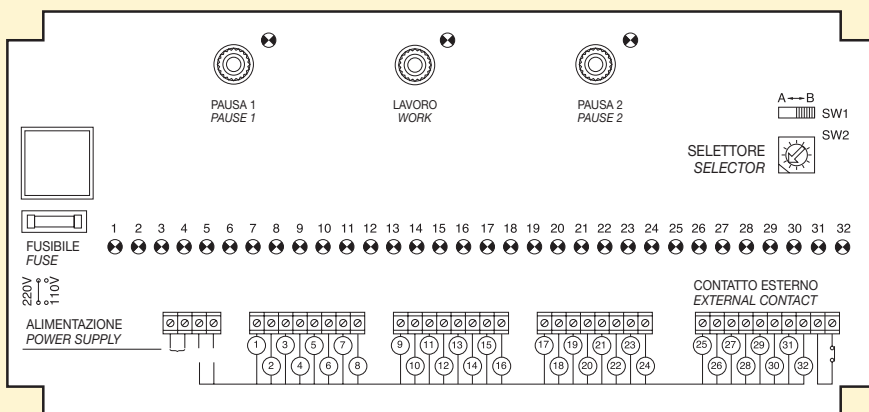 PAUSA 1
PAUSE 1
LAVORO
WORK
PAUSA 2
PAUSE 2
A B
SW1
SW2
SELETTORE
SELECTOR
1 2 3 4 5 6 7 8 9 10 11 12 13 14 15 16 17 18 19 20 21 22 23 24 25 26 27 28 29 30 31 32
FUSIBILE
FUSE
220V 110V
CONTATTO ESTERNO
EXTERNAL CONTACT
ALIMENTAZIONE
POWER SUPPLY
1 3 5 7 9 11 13 15 17 19 21 23 25 27 29 31
2 4 6 8 10 12 14 16 18 20 22 24 26 28 30 32